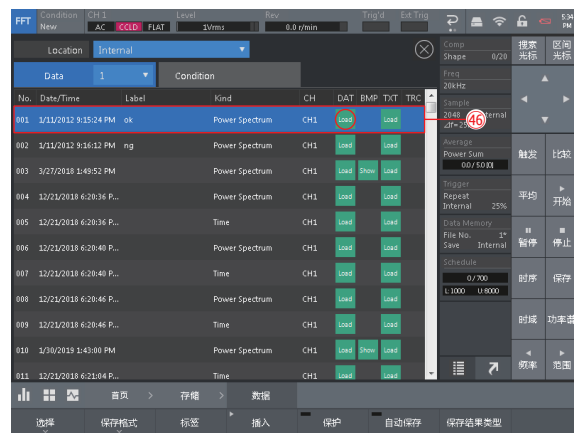 FFT Condition New CH 1 AC CCLD FLAT Level 1Vrms Rev 0.0 r/min Trig'd Ext Trig 5:34 PM
Location Internal
Data 1 Condition
No. Date/Time Label Kind CH DAT BMP TXT TRC
001 1/11/2012 9:15:24 PM ok Power Spectrum CH1 Load Load
002 1/11/2012 9:16:12 PM ng Power Spectrum CH1 Load Load
003 3/27/2018 1:49:52 PM Power Spectrum CH1 Load Show Load
004 12/21/2018 6:20:36 P... Power Spectrum CH1 Load Load
005 12/21/2018 6:20:36 P... Time CH1 Load Load
006 12/21/2018 6:20:40 P... Power Spectrum CH1 Load Load
007 12/21/2018 6:20:40 P... Time CH1 Load Load
008 12/21/2018 6:20:46 P... Power Spectrum CH1 Load Load
009 12/21/2018 6:20:46 P... Time CH1 Load Load
010 1/30/2019 1:43:00 PM Power Spectrum CH1 Load Show Load
011 12/21/2018 6:21:04 P... Time CH1 Load Load
46
Comp
Shape 0/20
Freq
20kHz
Sample
2048 ternal
Δf=25
Average
Power Sum
0.0 / 5.0 [0]
Trigger
Repeat
Internal 25%
Data Memory
File No. 1*
Save Internal
Schedule
0 / 700
L:1000 U:8000
搜索光标 区间光标
触发 比较
平均 开始
暂停 停止
时序 保存
时域 功率谱
频率 范围
首页 > 存储 > 数据
选择 保存格式 标签 插入 保护 自动保存 保存结果类型